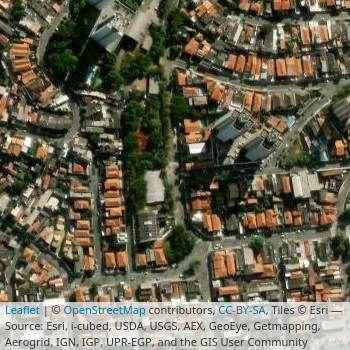 Leaflet | © OpenStreetMap contributors, CC-BY-SA, Tiles © Esri —
Source: Esri, i-cubed, USDA, USGS, AEX, GeoEye, Getmapping,
Aerogrid, IGN, IGP, UPR-EGP, and the GIS User Community